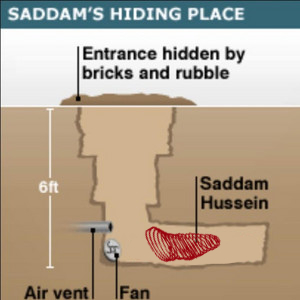 SADDAM'S HIDING PLACE
Entrance hidden by
bricks and rubble
6ft
Saddam
Hussein
Air vent
Fan